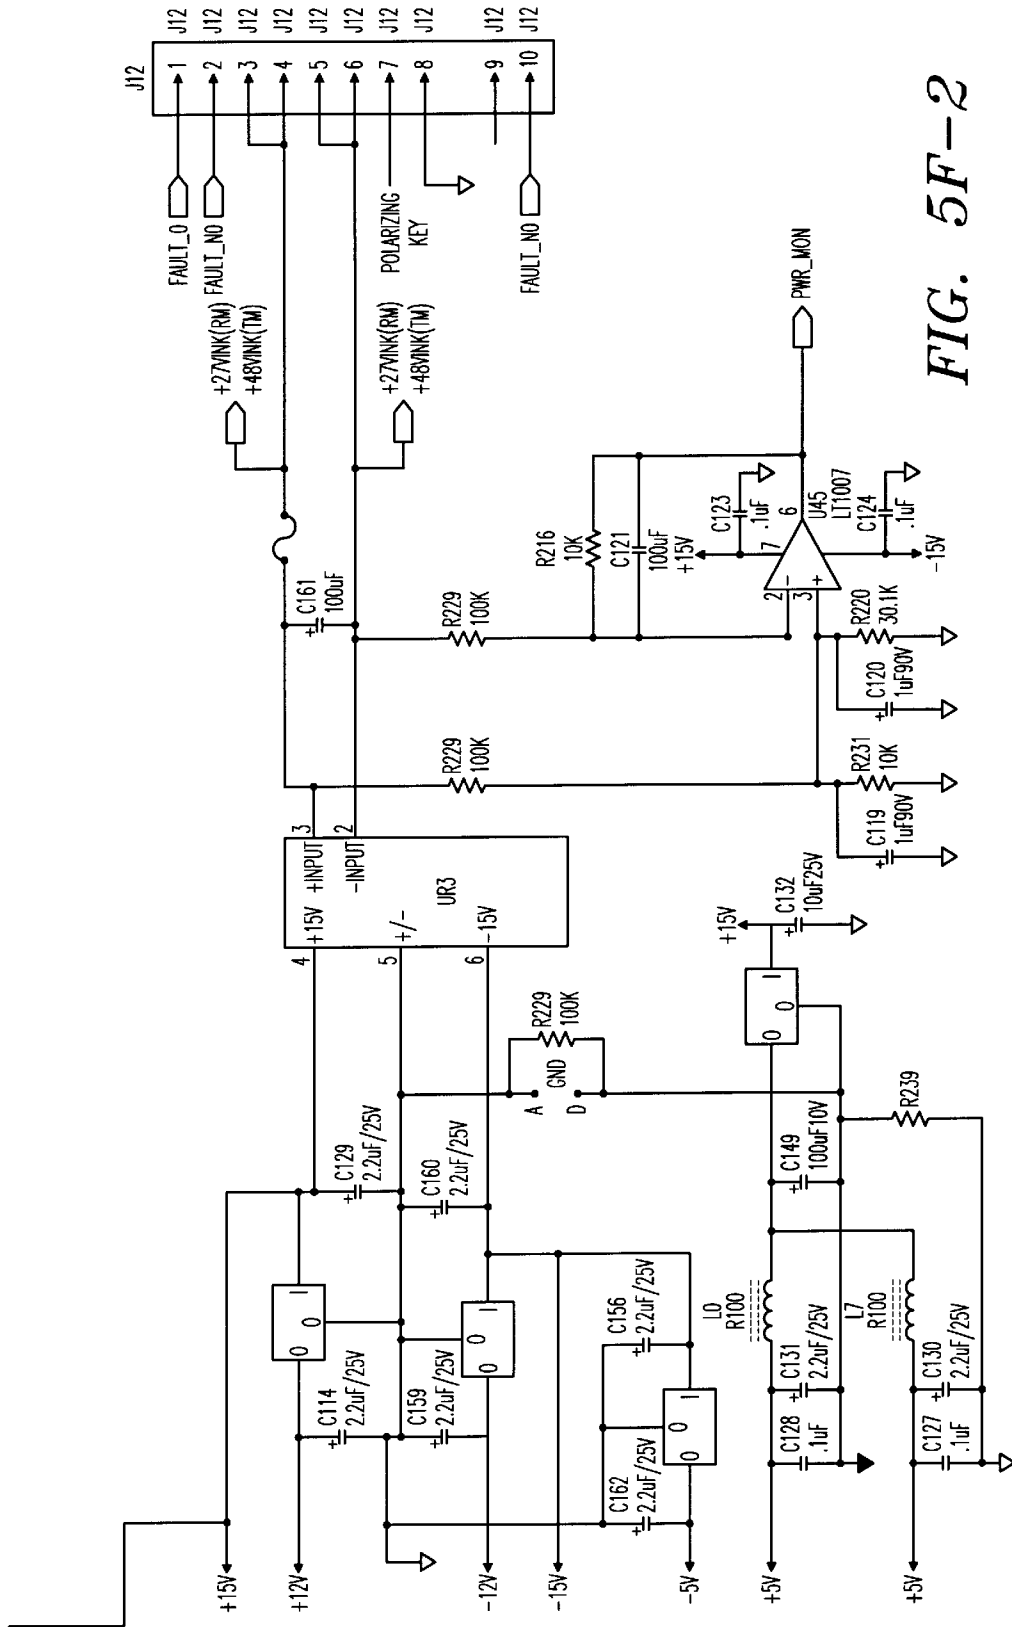 J12
1 J12
2 J12
3 J12
4 J12
5 J12
6 J12
7 J12
8 J12
9 J12
10 J12
FAULT_0
FAULT_NO
+27VINK(RM)
+48VINK(TM)
POLARIZING
KEY
+27VINK(RM)
+48VINK(TM)
FAULT_NO
C161
100uF
+
R229
100K
R229
100K
R216
10K
C121
100uF
+15V
C123
.1uF
7
6
U45
LT1007
2 -
3 +
C124
.1uF
-15V
PWR_MON
R220
30.1K
C120
1uF90V
+
R231
10K
C119
1uF90V
+
3 +INPUT
2 -INPUT
UR3
4 +15V
5 +/-
6 -15V
R229
100K
A GND D
C129
2.2uF/25V
+
C160
2.2uF/25V
+
I
O
O
C114
2.2uF/25V
+
C159
2.2uF/25V
+
I
O
O
C156
2.2uF/25V
+
C162
2.2uF/25V
+
I
O
O
+15V
C132
10uF25V
+
I
O
O
C149
100uF10V
+
R239
L0
R100
C131
2.2uF/25V
+
C128
.1uF
L7
R100
C130
2.2uF/25V
+
C127
.1uF
+15V
+12V
-12V
-15V
-5V
+5V
+5V
FIG. 5F-2